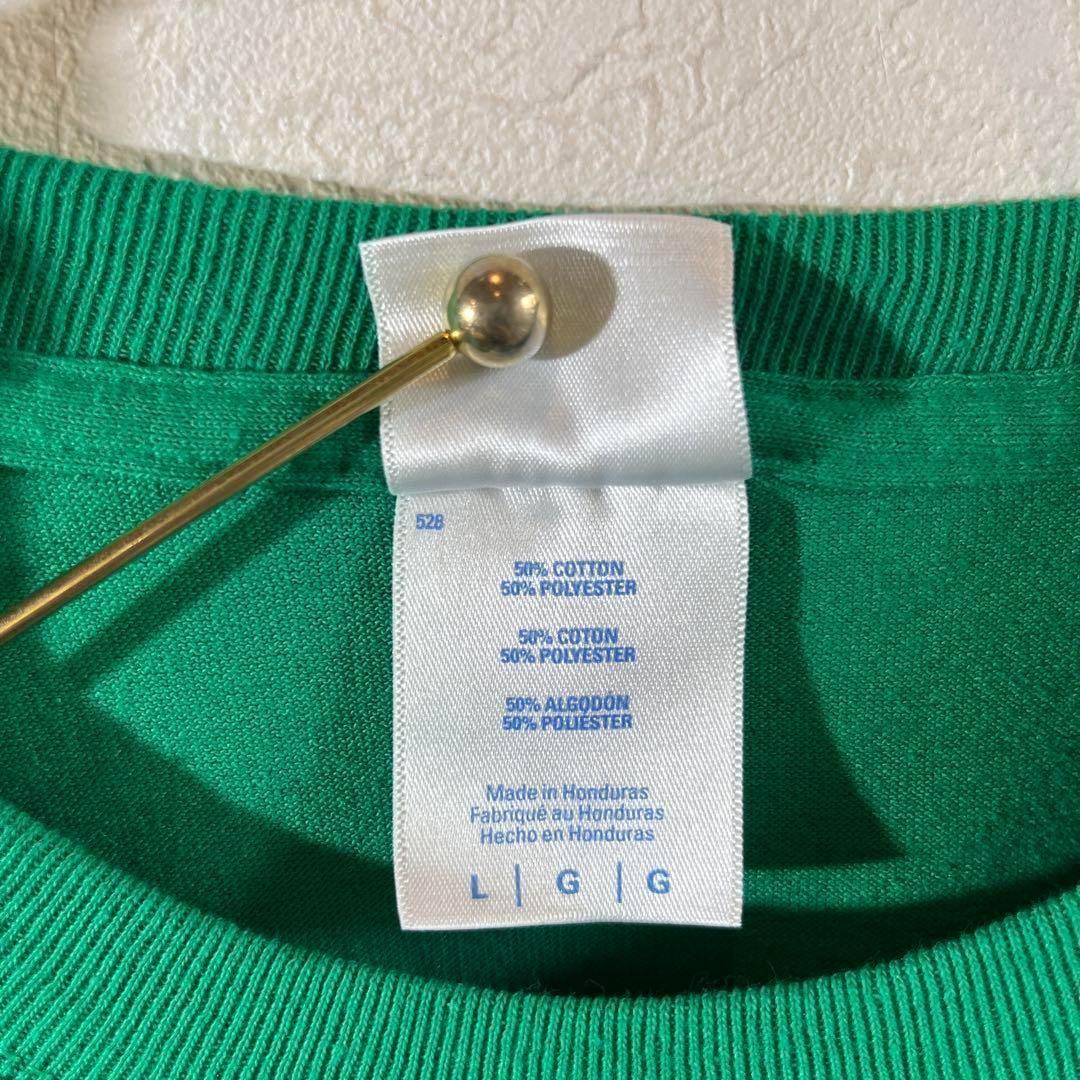 528
50% COTTON
50% POLYESTER
50% COTON
50% POLYESTER
50% ALGODÓN
50% POLIÉSTER
Made in Honduras
Fabriqué au Honduras
Hecho en Honduras
L | G | G